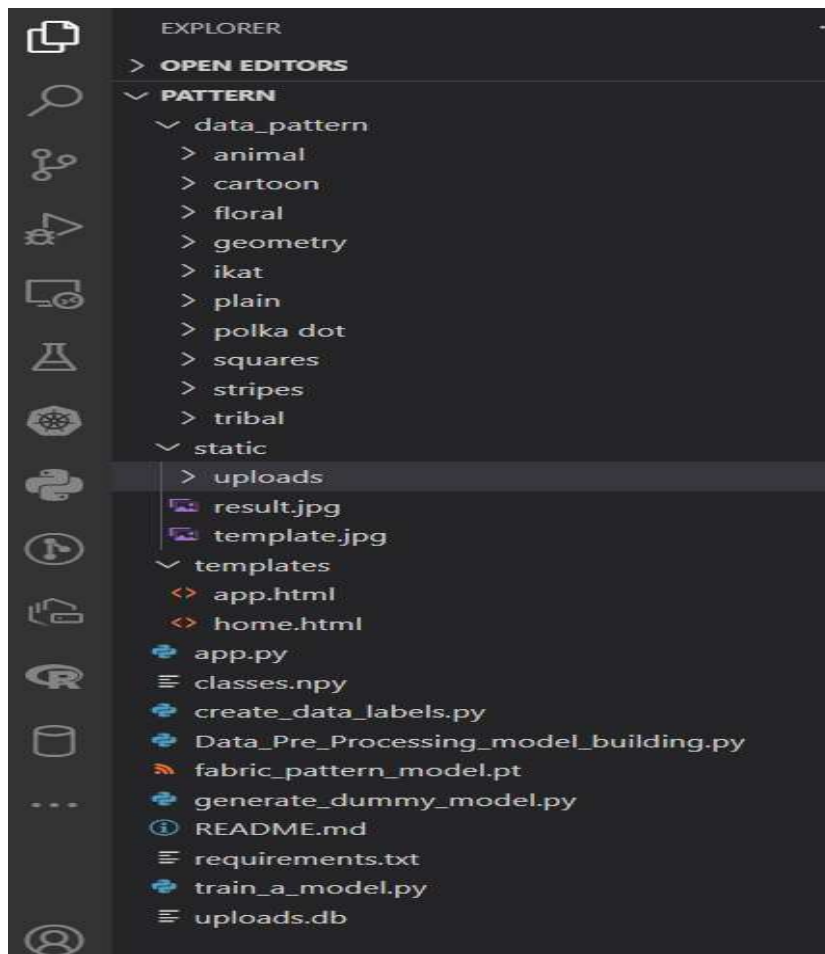 EXPLORER
OPEN EDITORS
PATTERN
data_pattern
animal
cartoon
floral
geometry
ikat
plain
polka dot
squares
stripes
tribal
static
uploads
result.jpg
template.jpg
templates
app.html
home.html
app.py
classes.npy
create_data_labels.py
Data_Pre_Processing_model_building.py
fabric_pattern_model.pt
generate_dummy_model.py
README.md
requirements.txt
train_a_model.py
uploads.db